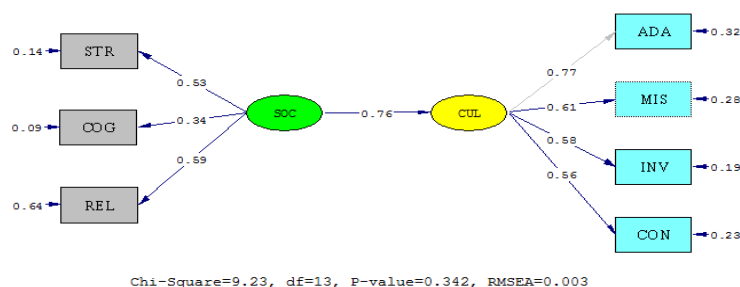 ADA
0.32
0.14
STR
0.77
0.53
0.61
MIS
0.28
0.09
COG
0.34
SOC
0.76
CUL
0.58
0.59
INV
0.19
0.56
0.64
REL
CON
0.23
Chi-Square=9.23, df=13, P-value=0.342, RMSEA=0.003